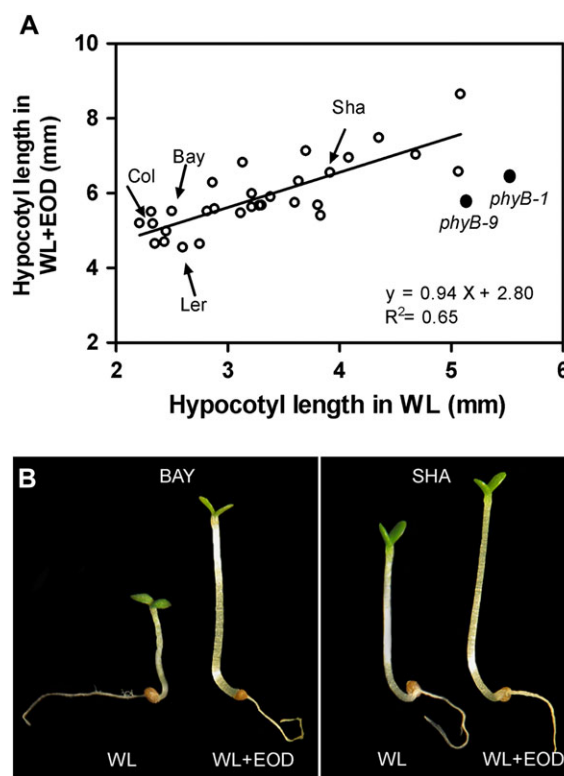 A
Hypocotyl length in
WL+EOD (mm)
10
8
6
4
2
Col
Bay
Ler
Sha
phyB-1
phyB-9
y = 0.94 X + 2.80
R²= 0.65
2 3 4 5 6
Hypocotyl length in WL (mm)
B
BAY
SHA
WL WL+EOD
WL WL+EOD